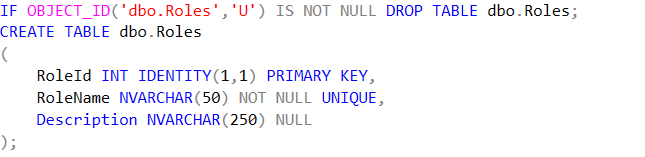 IF OBJECT_ID('dbo.Roles','U') IS NOT NULL DROP TABLE dbo.Roles;
CREATE TABLE dbo.Roles
(
    RoleId INT IDENTITY(1,1) PRIMARY KEY,
    RoleName NVARCHAR(50) NOT NULL UNIQUE,
    Description NVARCHAR(250) NULL
);